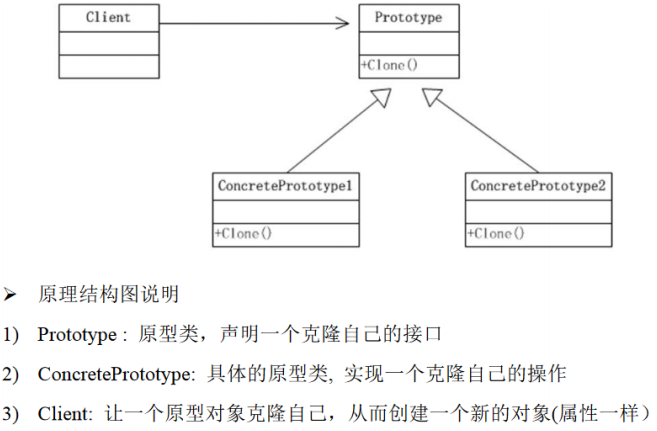 Client
Prototype
+Clone()
ConcretePrototype1
ConcretePrototype2
+Clone()
+Clone()
➢ 原理结构图说明
1) Prototype : 原型类，声明一个克隆自己的接口
2) ConcretePrototype: 具体的原型类, 实现一个克隆自己的操作
3) Client: 让一个原型对象克隆自己，从而创建一个新的对象(属性一样）